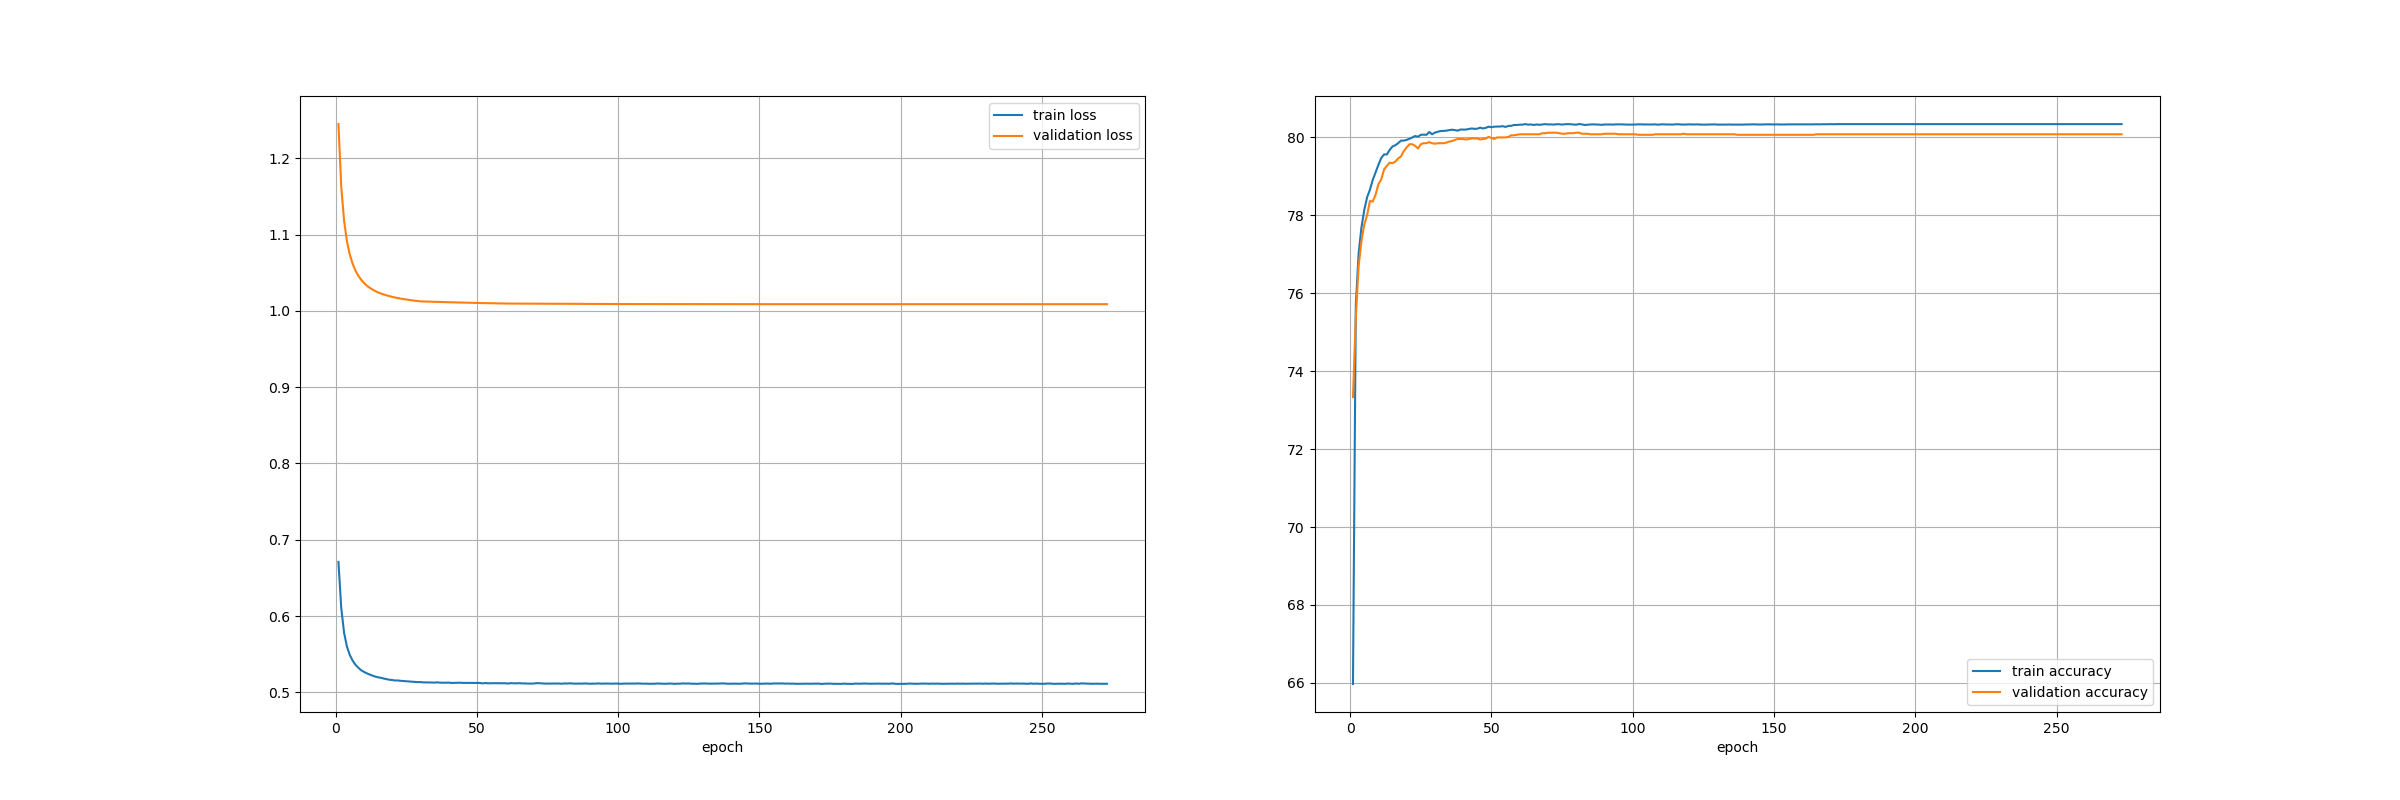 train loss
validation loss
1.2
1.1
1.0
0.9
0.8
0.7
0.6
0.5
0 50 100 150 200 250
epoch
80
78
76
74
72
70
68
66
train accuracy
validation accuracy
0 50 100 150 200 250
epoch